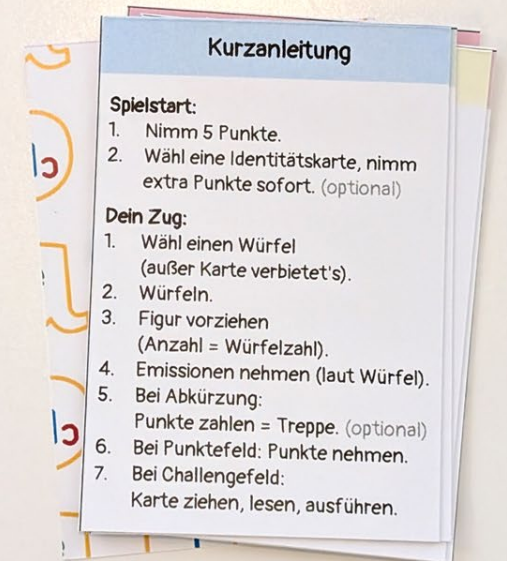 Kurzanleitung
Spielstart:
1. Nimm 5 Punkte.
2. Wähl eine Identitätskarte, nimm
extra Punkte sofort. (optional)
Dein Zug:
1. Wähl einen Würfel
(außer Karte verbietet's).
2. Würfeln.
3. Figur vorziehen
(Anzahl = Würfelzahl).
4. Emissionen nehmen (laut Würfel).
5. Bei Abkürzung:
Punkte zahlen = Treppe. (optional)
6. Bei Punktefeld: Punkte nehmen.
7. Bei Challengefeld:
Karte ziehen, lesen, ausführen.